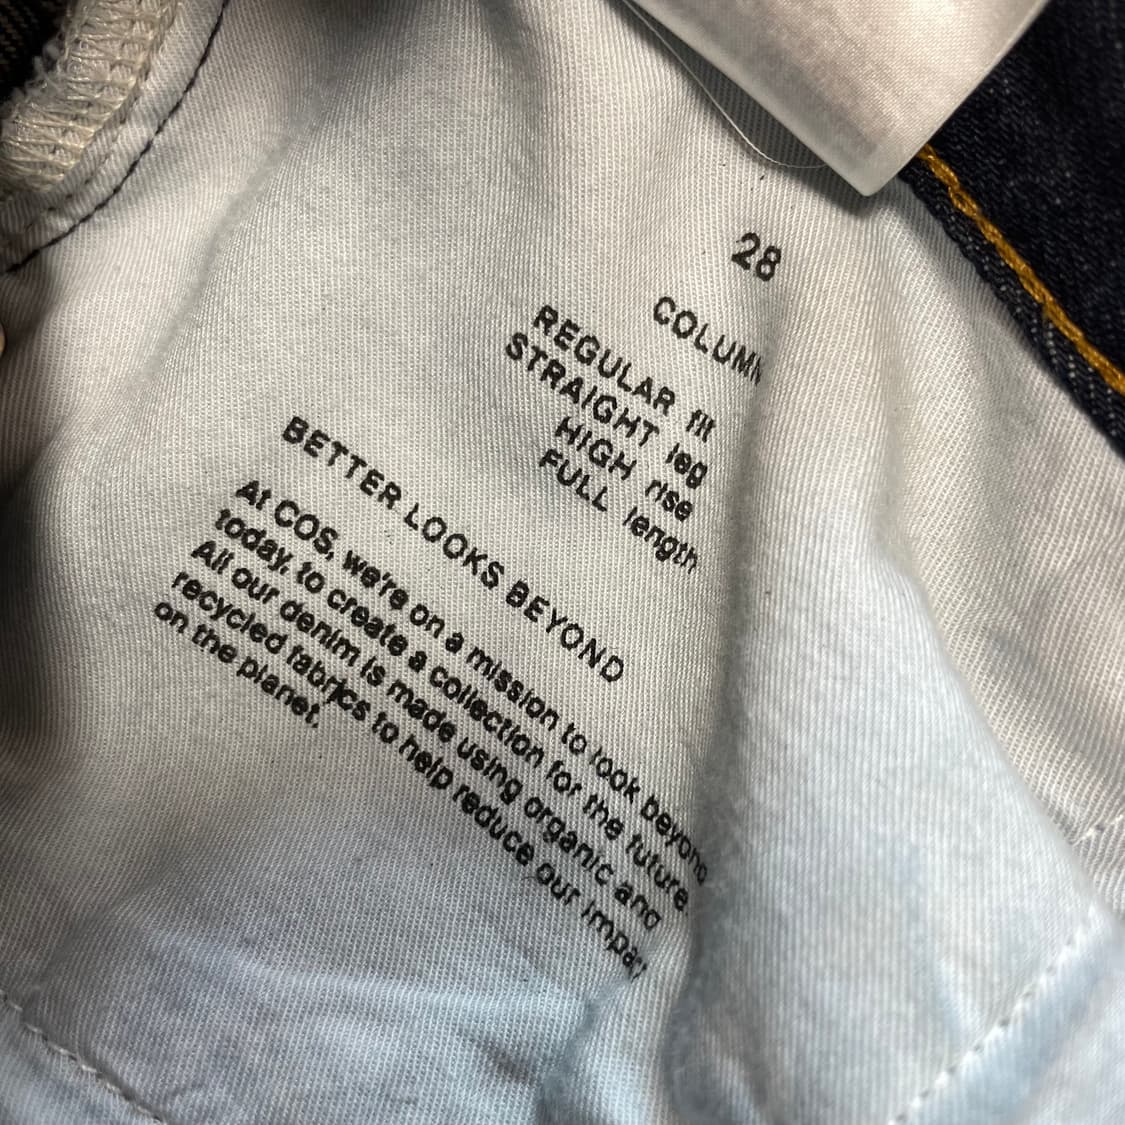 28
COLUMN
REGULAR fit
STRAIGHT leg
HIGH rise
FULL length
BETTER LOOKS BEYOND
At COS, we're on a mission to look beyond
today, to create a collection for the future.
All our denim is made using organic and
recycled fabrics to help reduce our impact
on the planet.